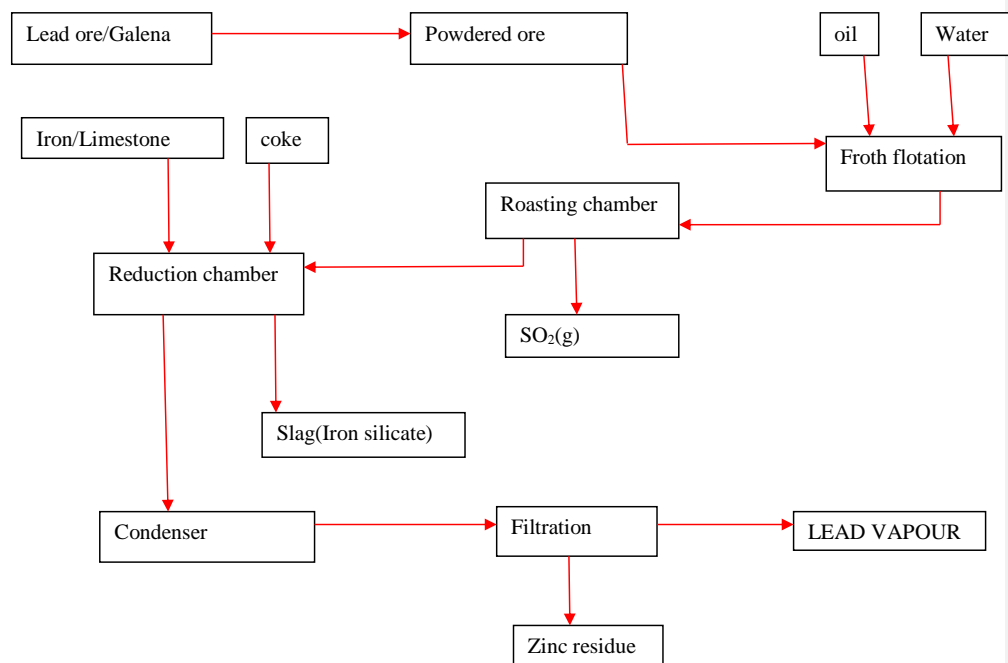 Lead ore/Galena
Powdered ore
oil
Water
Iron/Limestone
coke
Froth flotation
Roasting chamber
Reduction chamber
SO₂(g)
Slag(Iron silicate)
Condenser
Filtration
LEAD VAPOUR
Zinc residue